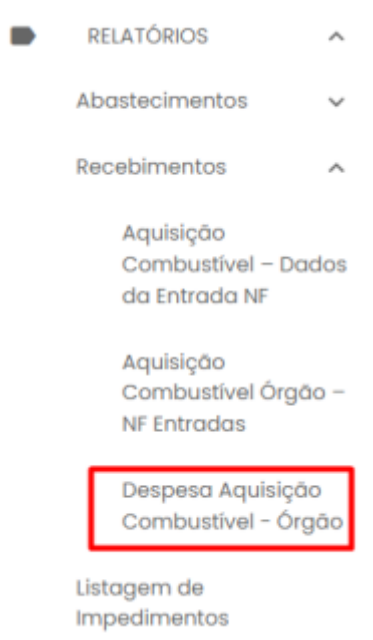 RELATÓRIOS
Abastecimentos
Recebimentos
Aquisição
Combustível – Dados
da Entrada NF
Aquisição
Combustível Órgão –
NF Entradas
Despesa Aquisição
Combustível - Órgão
Listagem de
Impedimentos